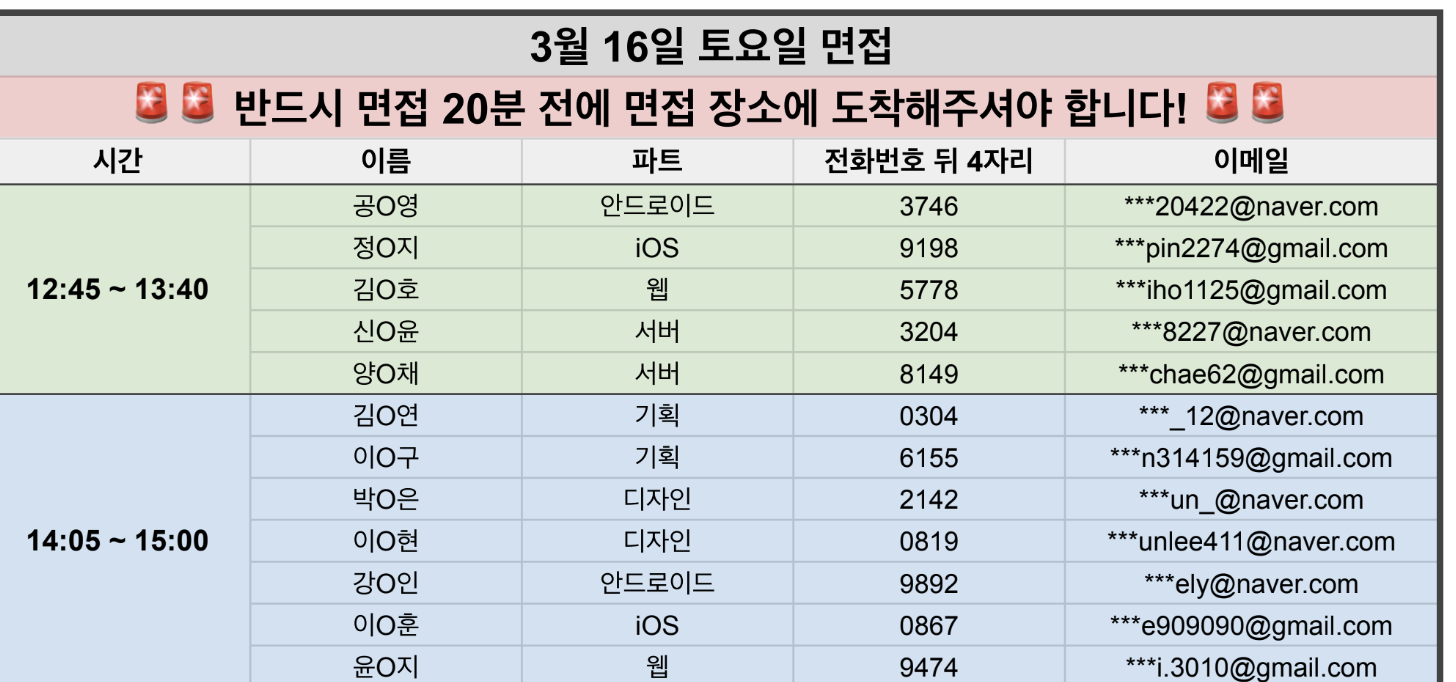 3월 16일 토요일 면접
🚨🚨 반드시 면접 20분 전에 면접 장소에 도착해주셔야 합니다! 🚨🚨
시간 이름 파트 전화번호 뒤 4자리 이메일
12:45 ~ 13:40
공O영 안드로이드 3746 ***20422@naver.com
정O지 iOS 9198 ***pin2274@gmail.com
김O호 웹 5778 ***iho1125@gmail.com
신O윤 서버 3204 ***8227@naver.com
양O채 서버 8149 ***chae62@gmail.com
14:05 ~ 15:00
김O연 기획 0304 ***_12@naver.com
이O구 기획 6155 ***n314159@gmail.com
박O은 디자인 2142 ***un_@naver.com
이O현 디자인 0819 ***unlee411@naver.com
강O인 안드로이드 9892 ***ely@naver.com
이O훈 iOS 0867 ***e909090@gmail.com
윤O지 웹 9474 ***i.3010@gmail.com